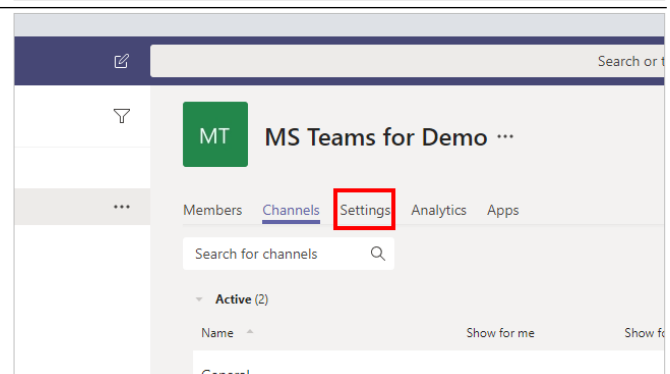 Search or t
MT MS Teams for Demo ...
Members Channels Settings Analytics Apps
Search for channels
Active (2)
Name Show for me Show fo
General